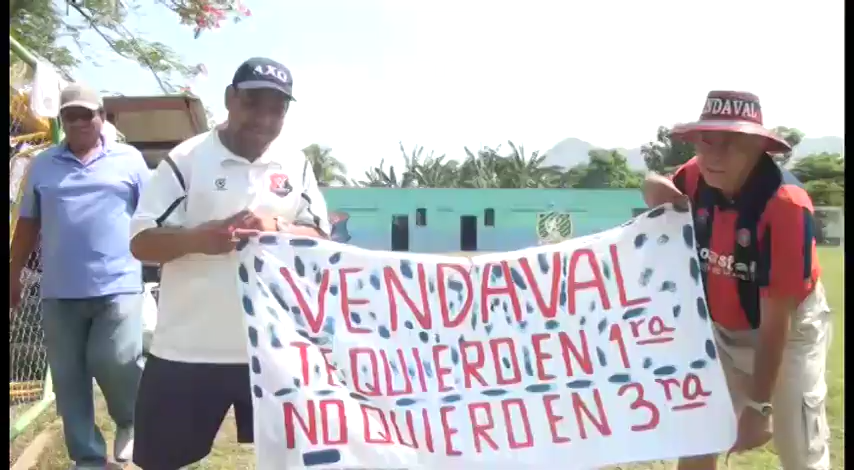 AXO
VENDAVAL
VENDAVAL
TE QUIERO EN 1ra
NO QUIERO EN 3ra